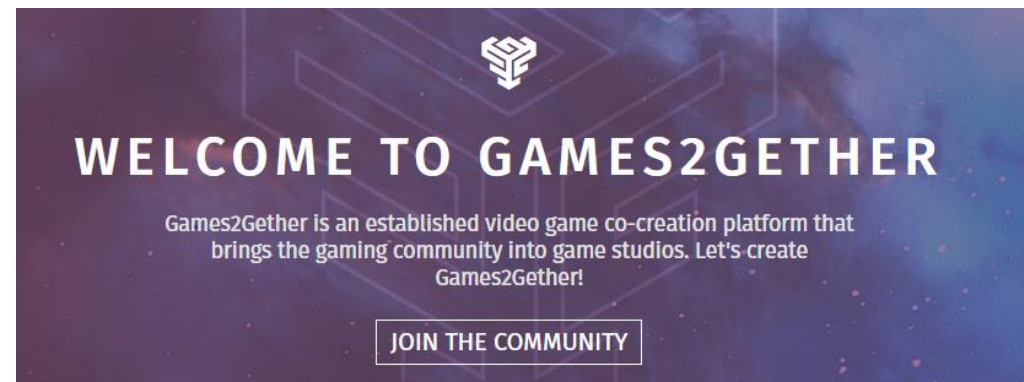 WELCOME TO GAMES2GETHER
Games2Gether is an established video game co-creation platform that
brings the gaming community into game studios. Let's create
Games2Gether!
JOIN THE COMMUNITY